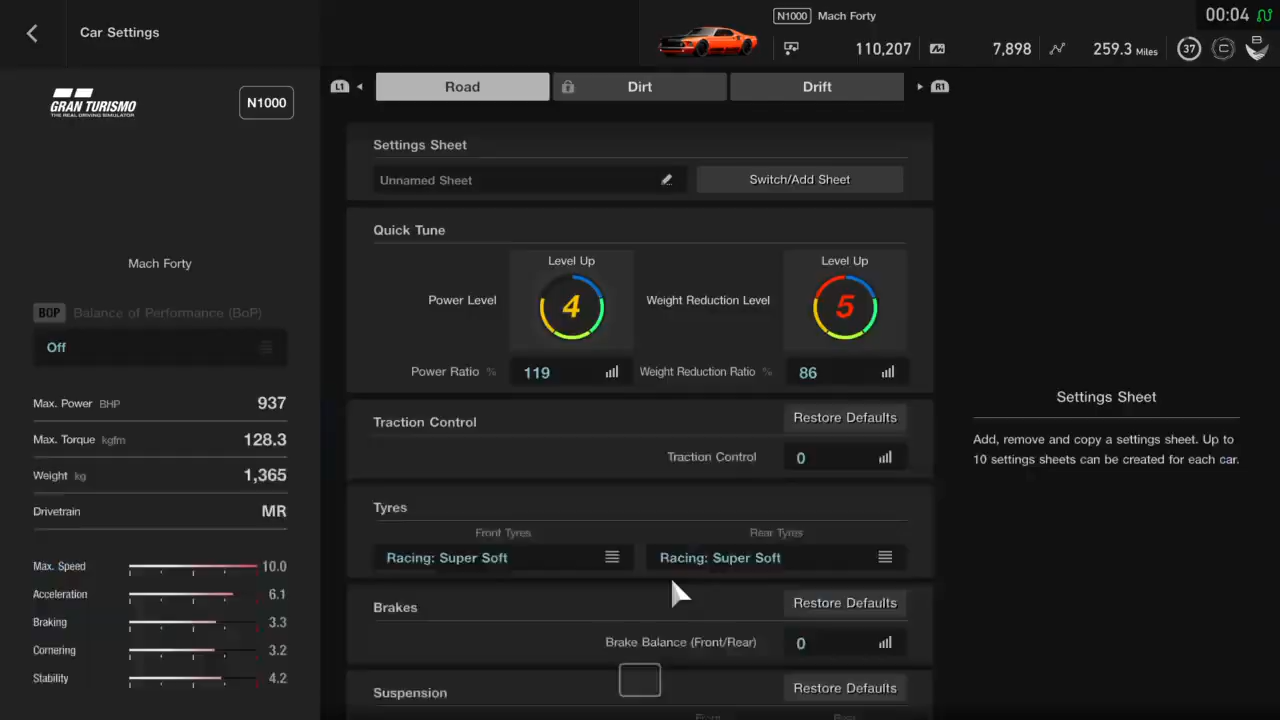 Car Settings
N1000 Mach Forty
00:04
110,207 7,898 259.3 Miles 37 C B
GRAN TURISMO
THE REAL DRIVING SIMULATOR
N1000
L1 Road Dirt Drift R1
Settings Sheet
Unnamed Sheet Switch/Add Sheet
Quick Tune
Level Up Level Up
Power Level 4 Weight Reduction Level 5
Power Ratio % 119 Weight Reduction Ratio % 86
Mach Forty
BOP Balance of Performance (BoP)
Off
Max. Power BHP 937
Max. Torque kgfm 128.3
Weight kg 1,365
Drivetrain MR
Max. Speed 10.0
Acceleration 6.1
Braking 3.3
Cornering 3.2
Stability 4.2
Traction Control Restore Defaults
Traction Control 0
Tyres
Front Tyres Rear Tyres
Racing: Super Soft Racing: Super Soft
Brakes Restore Defaults
Brake Balance (Front/Rear) 0
Suspension Restore Defaults
Front Rear
Settings Sheet
Add, remove and copy a settings sheet. Up to
10 settings sheets can be created for each car.